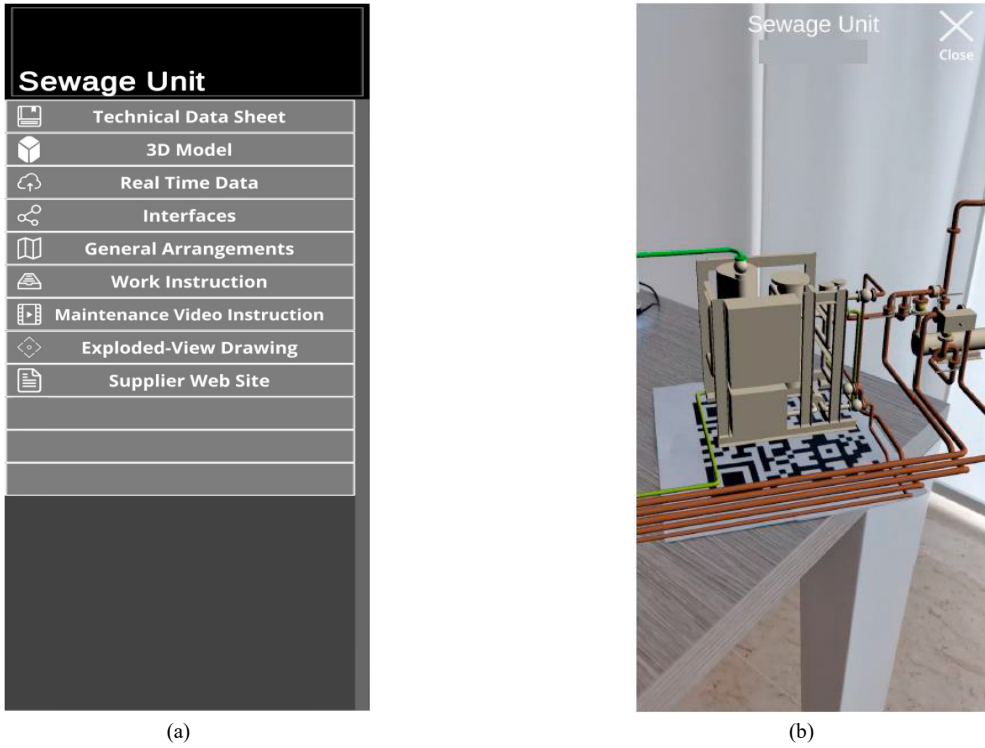 Sewage Unit
Technical Data Sheet
3D Model
Real Time Data
Interfaces
General Arrangements
Work Instruction
Maintenance Video Instruction
Exploded-View Drawing
Supplier Web Site
(a)
Sewage Unit
Close
(b)